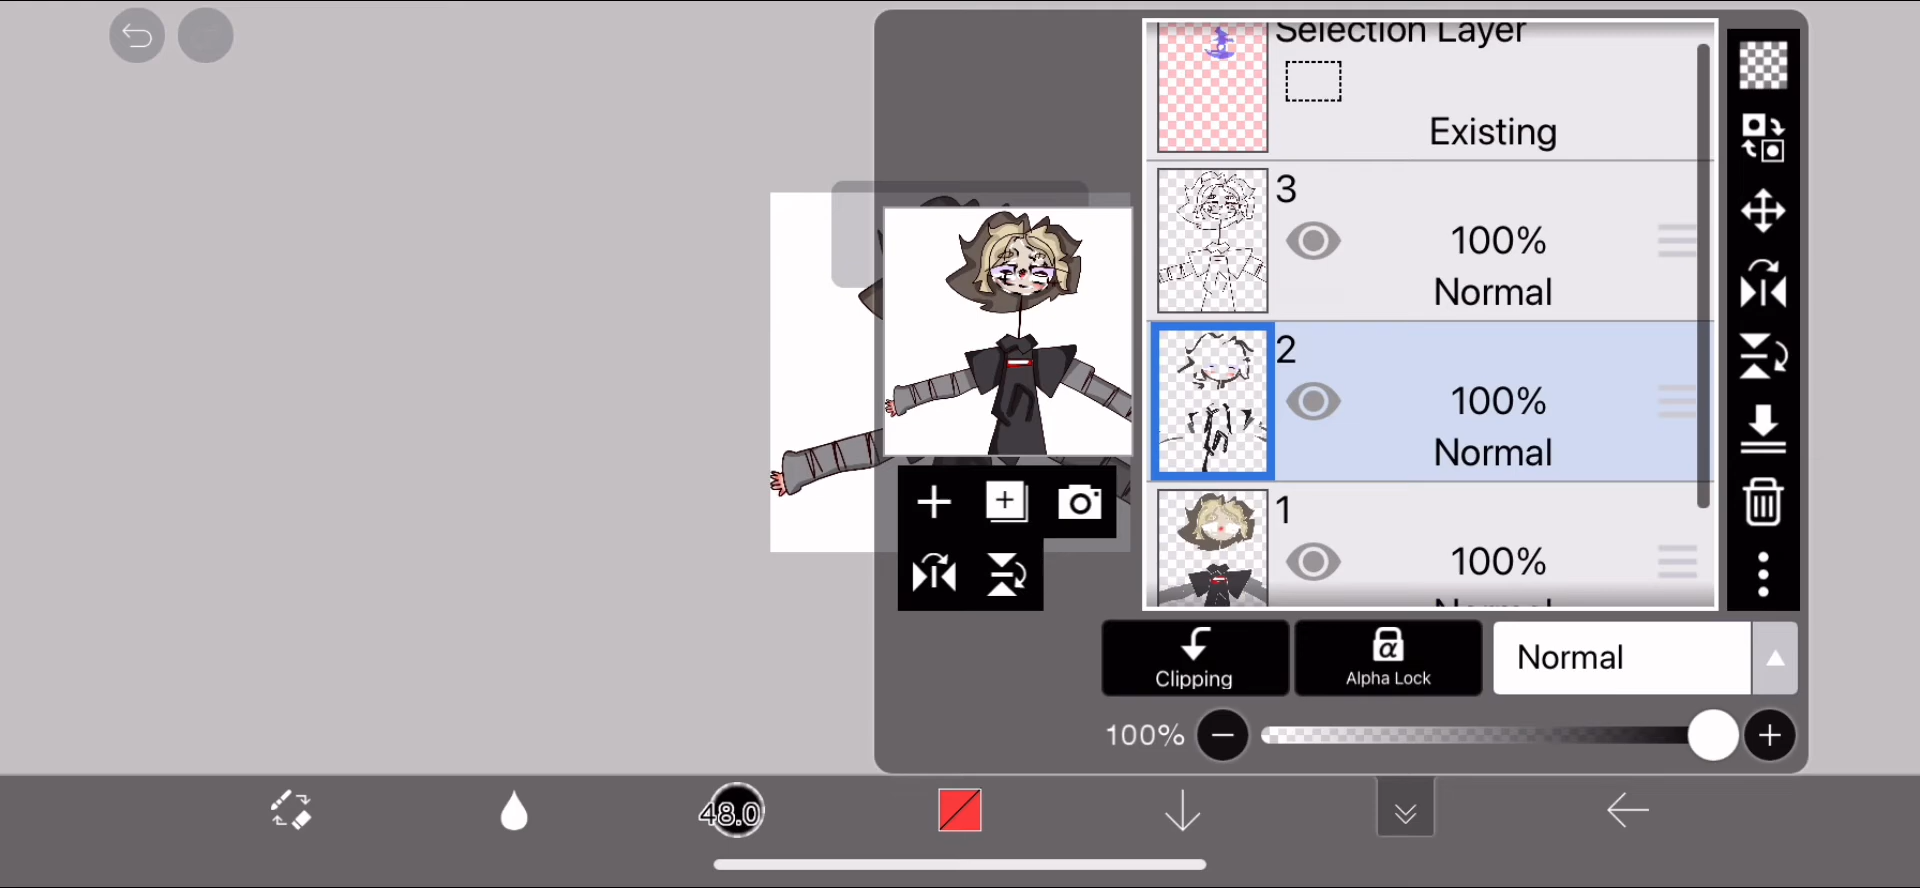 Selection Layer
Existing
3
100%
Normal
2
100%
Normal
1
100%
Clipping
α
Alpha Lock
Normal
100%
48.0